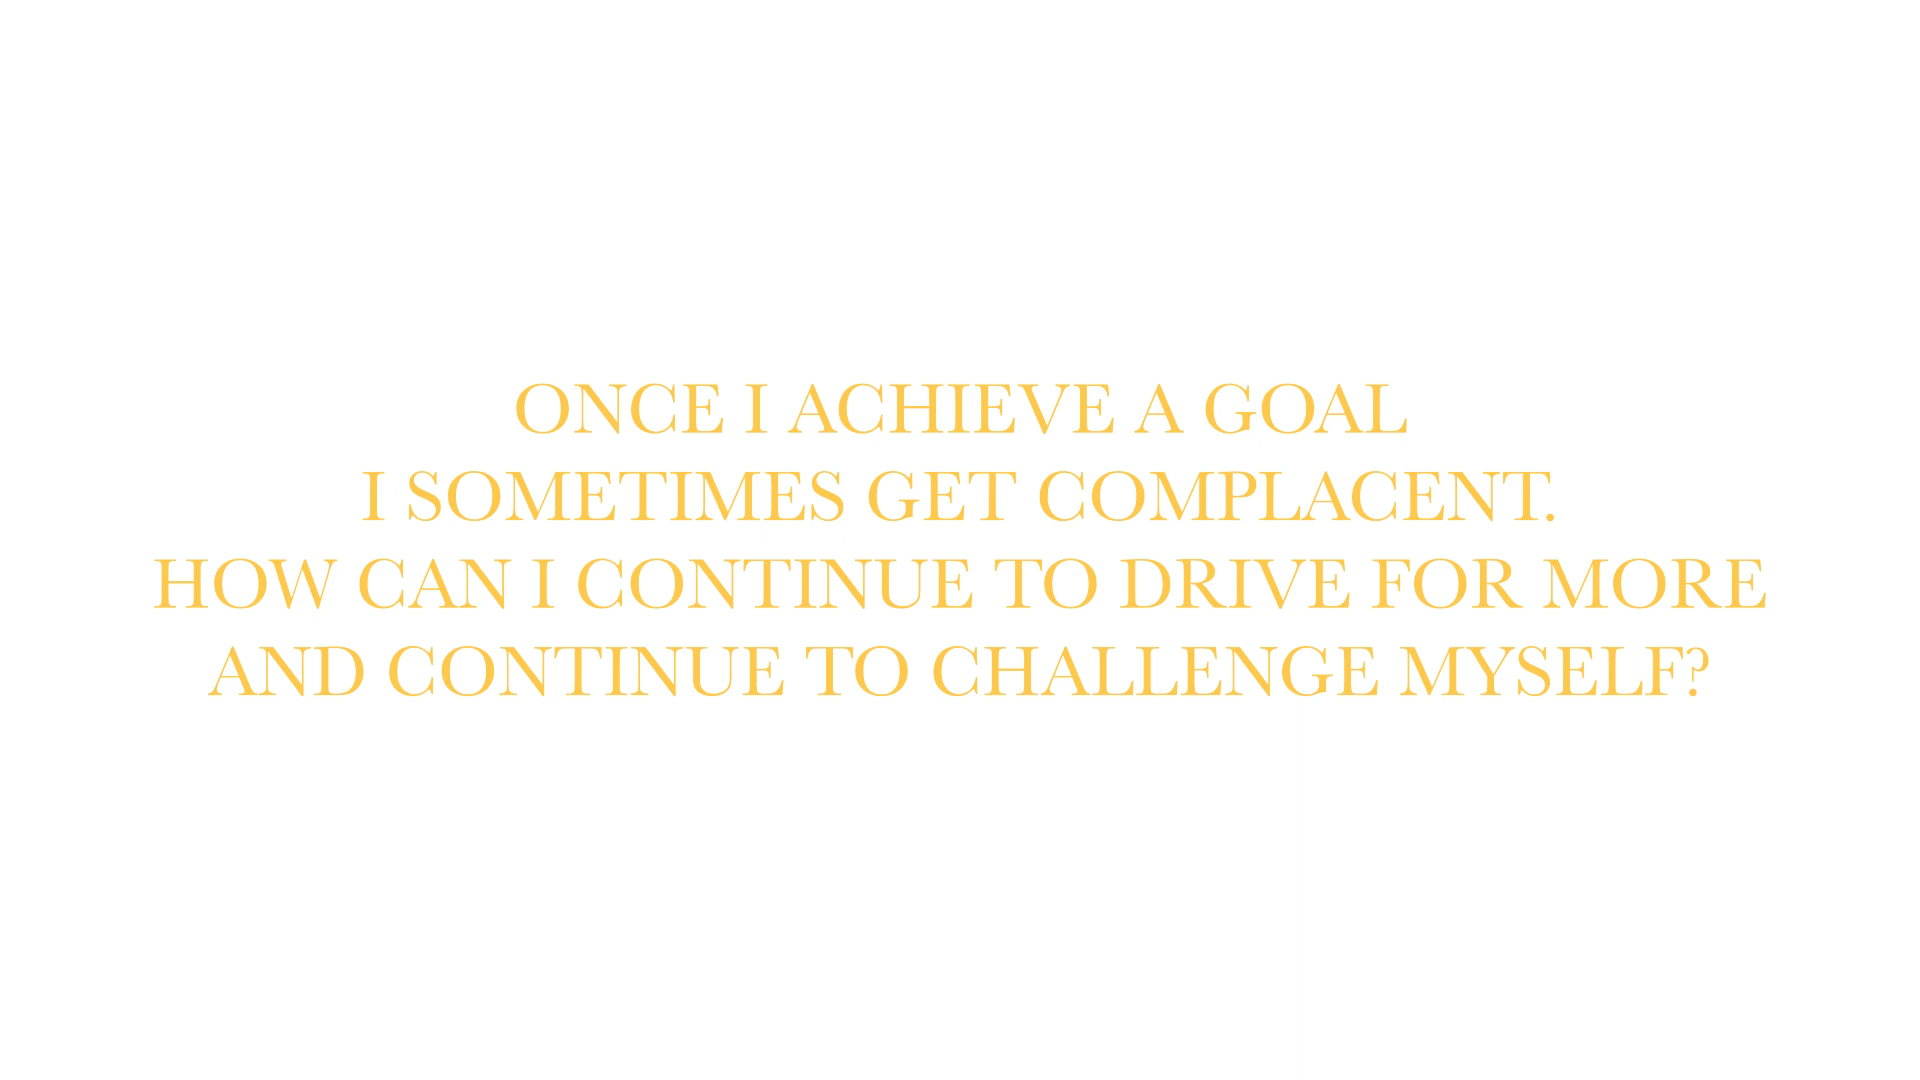 ONCE I ACHIEVE A GOAL
I SOMETIMES GET COMPLACENT.
HOW CAN I CONTINUE TO DRIVE FOR MORE
AND CONTINUE TO CHALLENGE MYSELF?